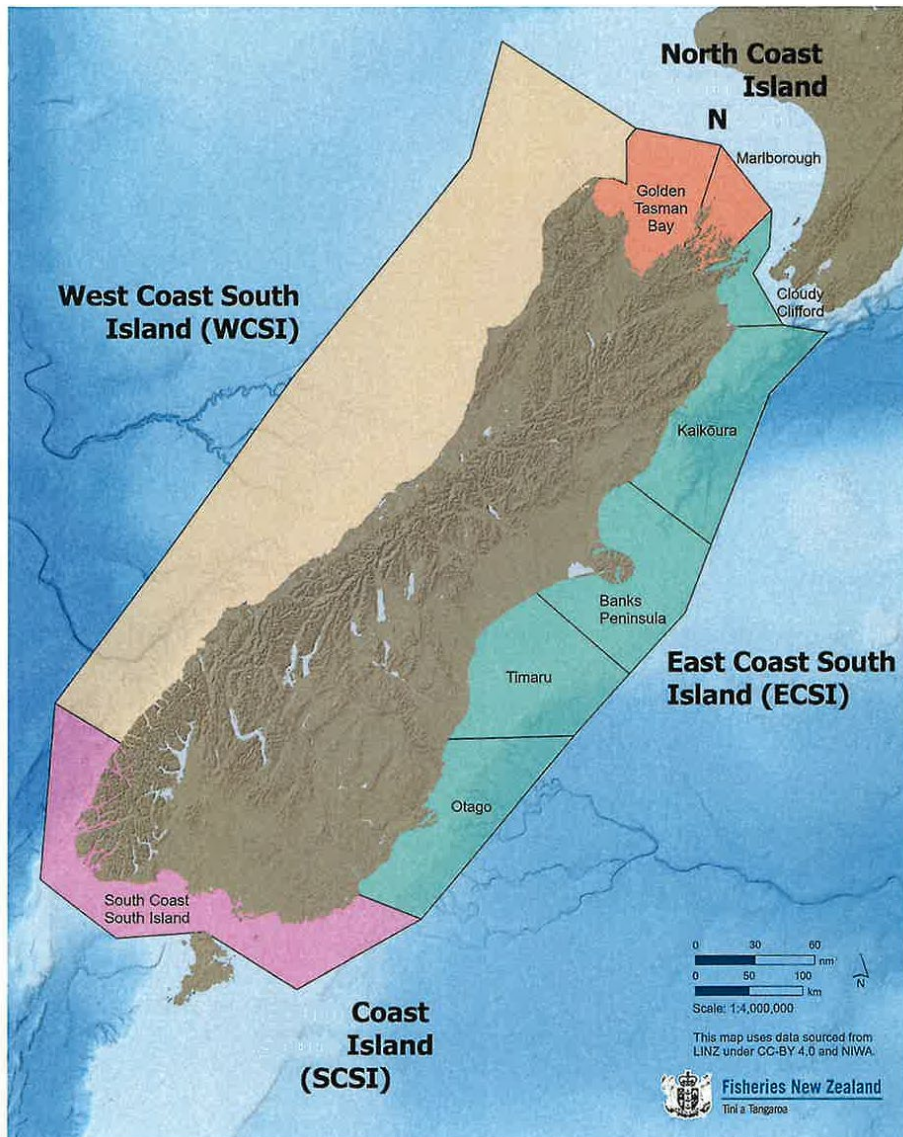 North Coast
Island
N
Marlborough
Golden
Tasman
Bay
West Coast South
Island (WCSI)
Cloudy
Clifford
Kaikōura
Banks
Peninsula
East Coast South
Island (ECSI)
Timaru
Otago
South Coast
South Island
Coast
Island
(SCSI)
0 30 60
nm
0 50 100
km
N
Scale: 1:4,000,000
This map uses data sourced from
LINZ under CC-BY 4.0 and NIWA.
Fisheries New Zealand
Tini a Tangaroa